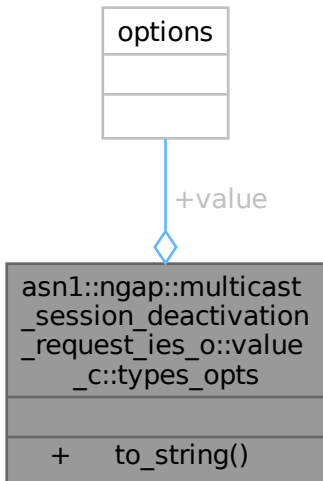 options
+value
asn1::ngap::multicast
_session_deactivation
_request_ies_o::value
_c::types_opts
+ to_string()